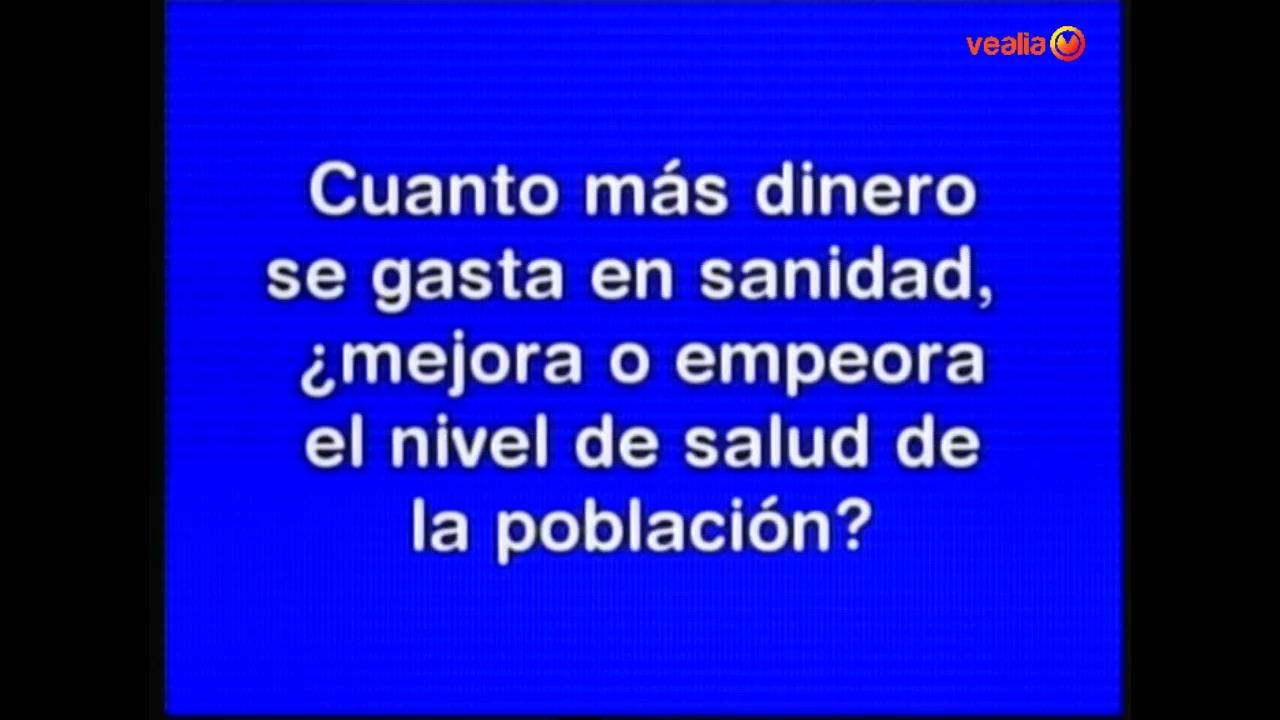 vealia
Cuanto más dinero
se gasta en sanidad,
¿mejora o empeora
el nivel de salud de
la población?